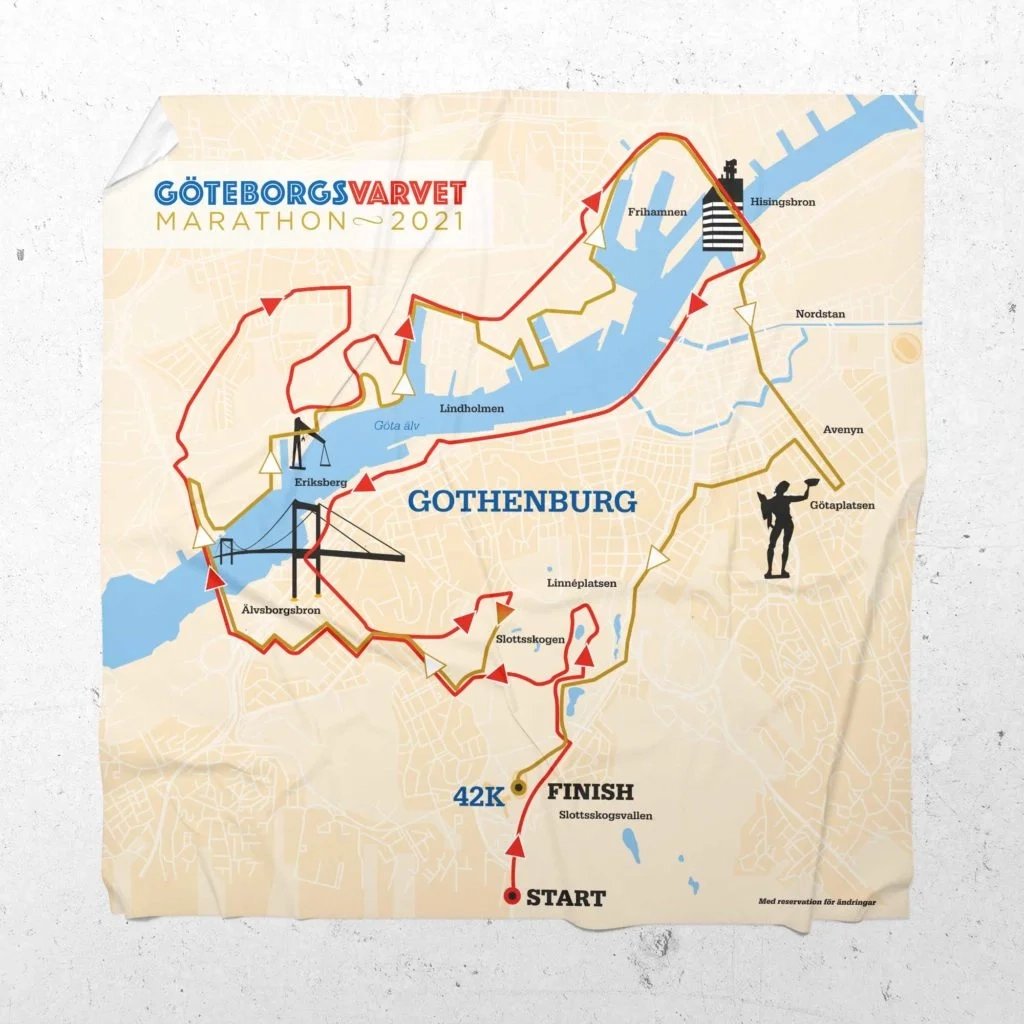 GÖTEBORGSVARVET
MARATHON~2021
Frihamnen
Hisingsbron
Nordstan
Lindholmen
Göta älv
Avenyn
Eriksberg
GOTHENBURG
Götaplatsen
Linnéplatsen
Älvsborgsbron
Slottsskogen
42K
FINISH
Slottsskogsvallen
START
Med reservation för ändringar